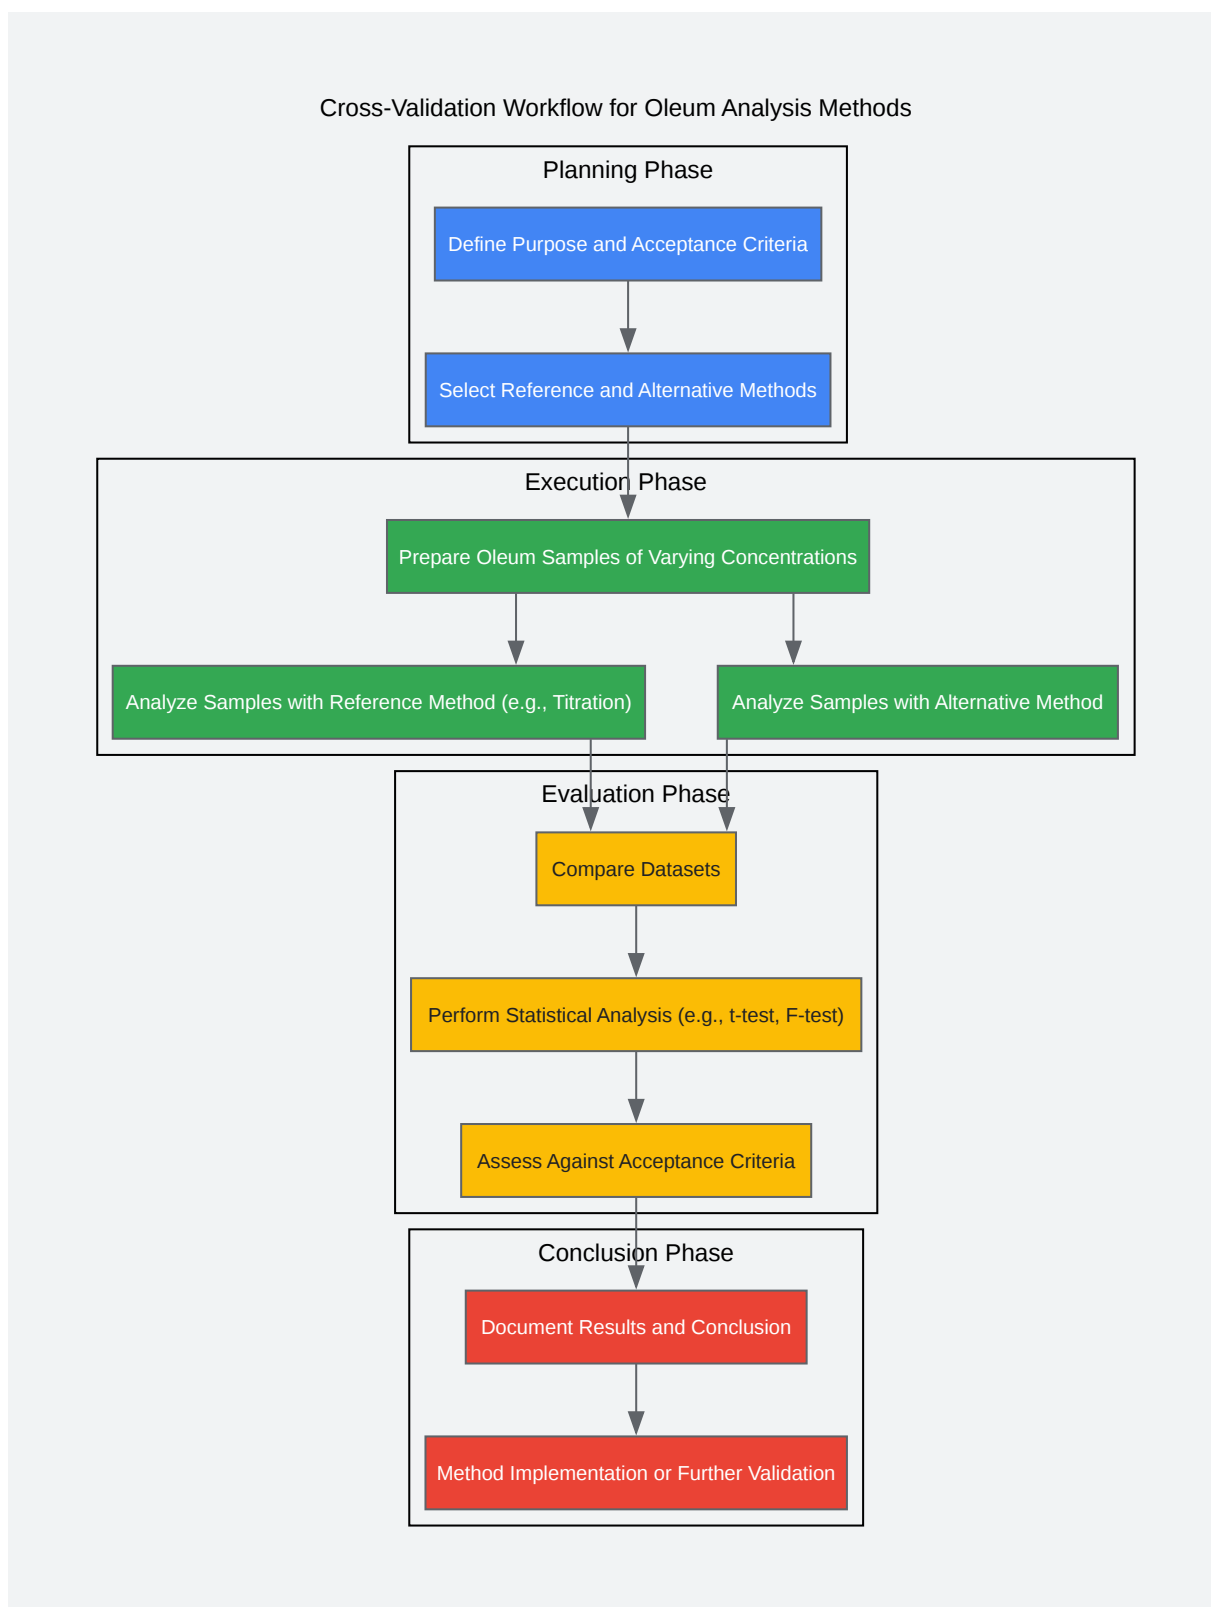 Cross-Validation Workflow for Oleum Analysis Methods
Planning Phase
Define Purpose and Acceptance Criteria
Select Reference and Alternative Methods
Execution Phase
Prepare Oleum Samples of Varying Concentrations
Analyze Samples with Reference Method (e.g., Titration)
Analyze Samples with Alternative Method
Evaluation Phase
Compare Datasets
Perform Statistical Analysis (e.g., t-test, F-test)
Assess Against Acceptance Criteria
Conclusion Phase
Document Results and Conclusion
Method Implementation or Further Validation